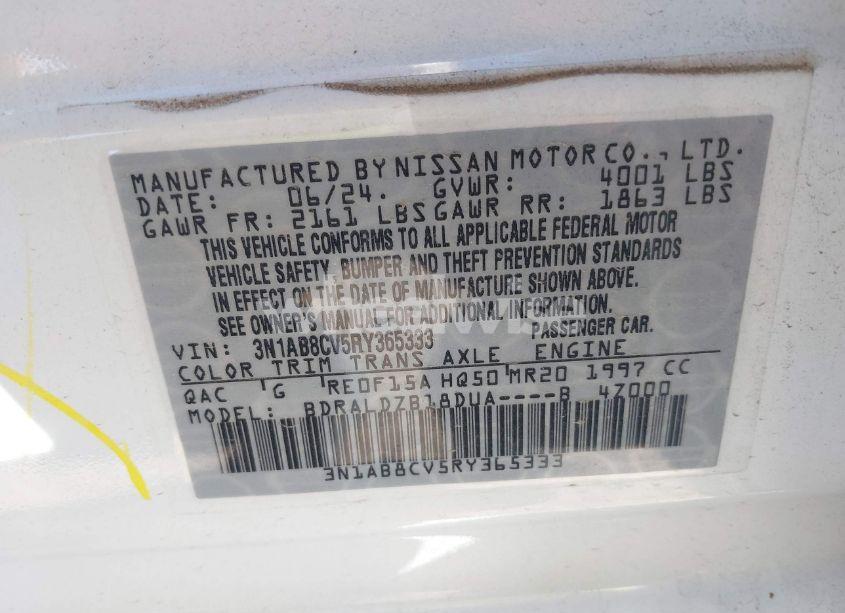 MANUFACTURED BY NISSAN MOTOR CO., LTD.
DATE: 06/24. GVWR: 4001 LBS
GAWR FR: 2161 LBS GAWR RR: 1863 LBS
THIS VEHICLE CONFORMS TO ALL APPLICABLE FEDERAL MOTOR
VEHICLE SAFETY, BUMPER AND THEFT PREVENTION STANDARDS
IN EFFECT ON THE DATE OF MANUFACTURE SHOWN ABOVE.
SEE OWNER'S MANUAL FOR ADDITIONAL INFORMATION.
VIN: 3N1AB8CV5RY365333 PASSENGER CAR.
COLOR TRIM TRANS AXLE ENGINE
QAC G RE0F15A HQ50 MR20 1997 CC
MODEL: BDRALDZB18DUA----B 4Z000
3N1AB8CV5RY365333